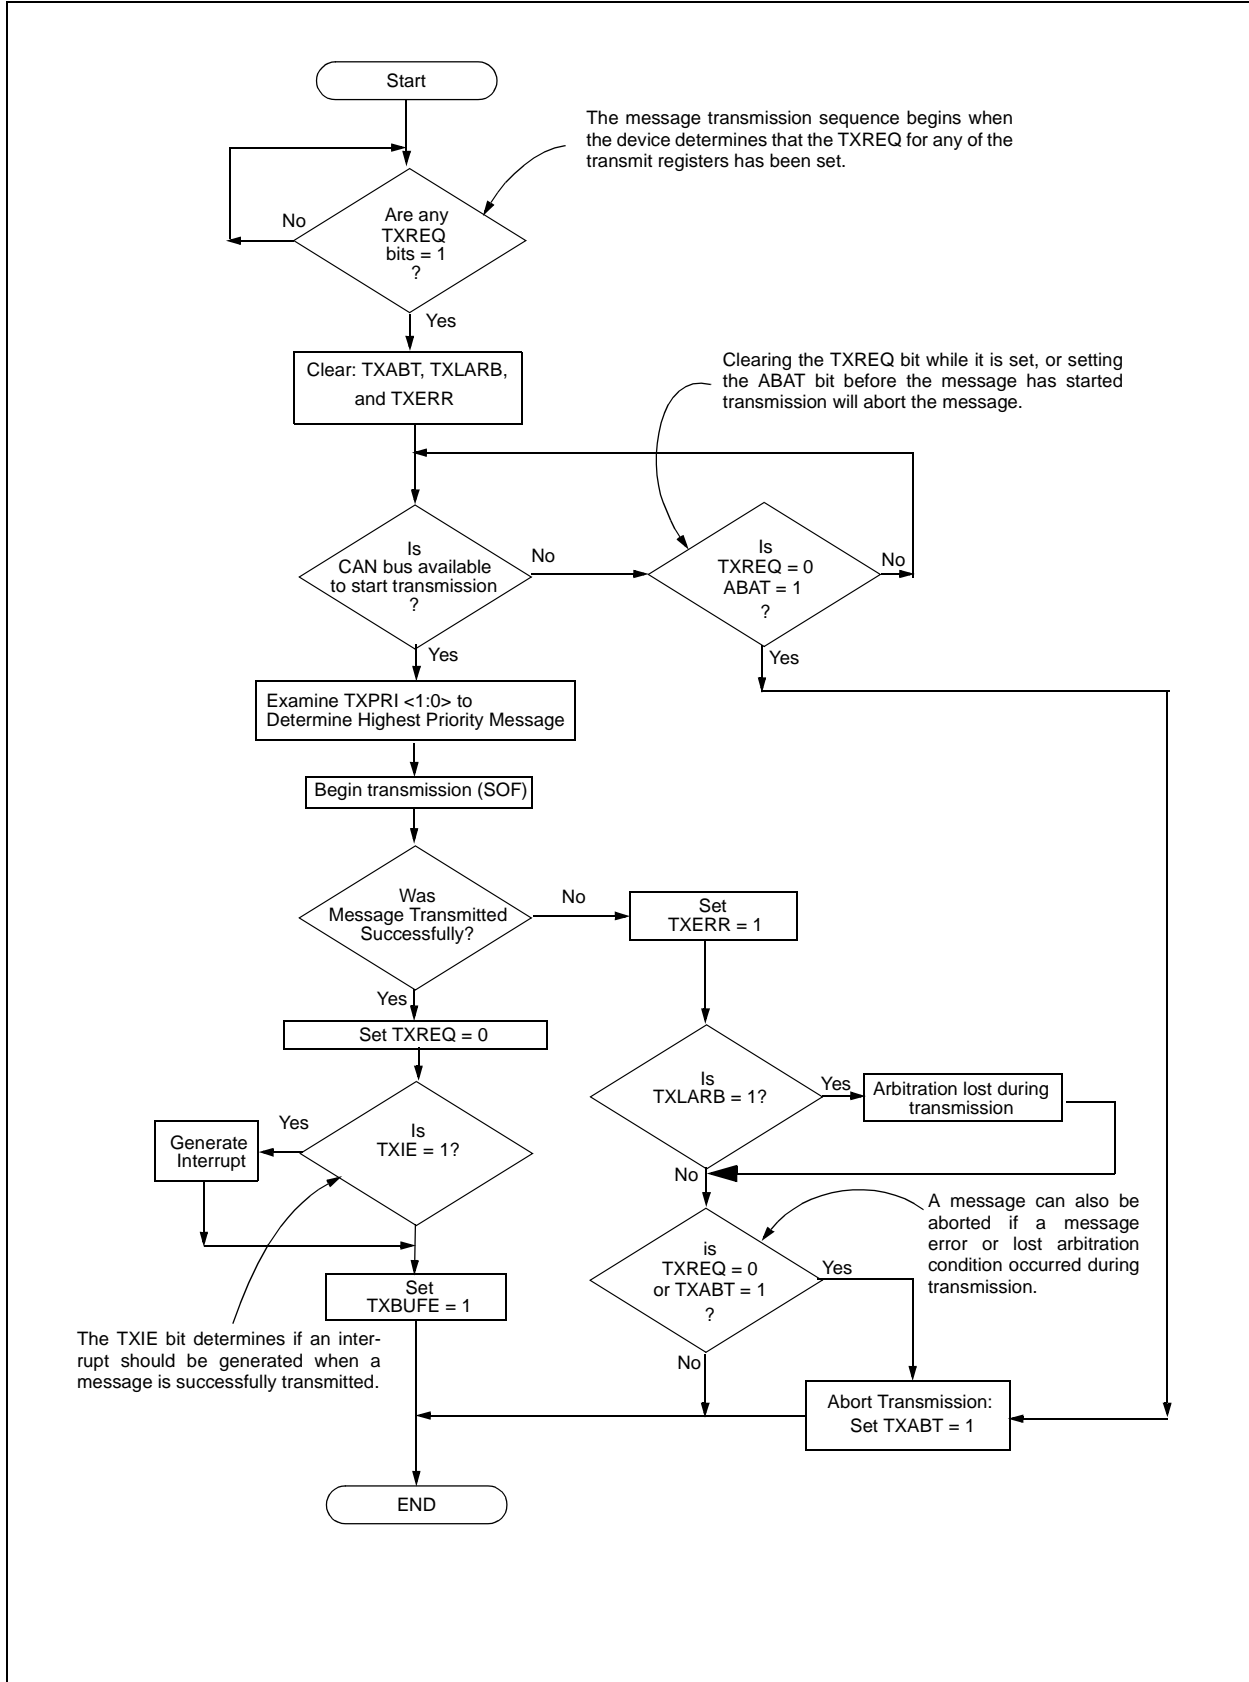 Start
The message transmission sequence begins when
the device determines that the TXREQ for any of the
transmit registers has been set.
No
Are any
TXREQ
bits = 1
?
Yes
Clear: TXABT, TXLARB,
and TXERR
Clearing the TXREQ bit while it is set, or setting
the ABAT bit before the message has started
transmission will abort the message.
Is
CAN bus available
to start transmission
?
No
Is
TXREQ = 0
ABAT = 1
?
No
Yes
Yes
Examine TXPRI <1:0> to
Determine Highest Priority Message
Begin transmission (SOF)
Was
Message Transmitted
Successfully?
No
Set
TXERR = 1
Yes
Set TXREQ = 0
Is
TXLARB = 1?
Yes
Arbitration lost during
transmission
Is
TXIE = 1?
Yes
Generate
Interrupt
No
A message can also be
aborted if a message
error or lost arbitration
condition occurred during
transmission.
is
TXREQ = 0
or TXABT = 1
?
Yes
Set
TXBUFE = 1
The TXIE bit determines if an inter-
rupt should be generated when a
message is successfully transmitted.
No
Abort Transmission:
Set TXABT = 1
END